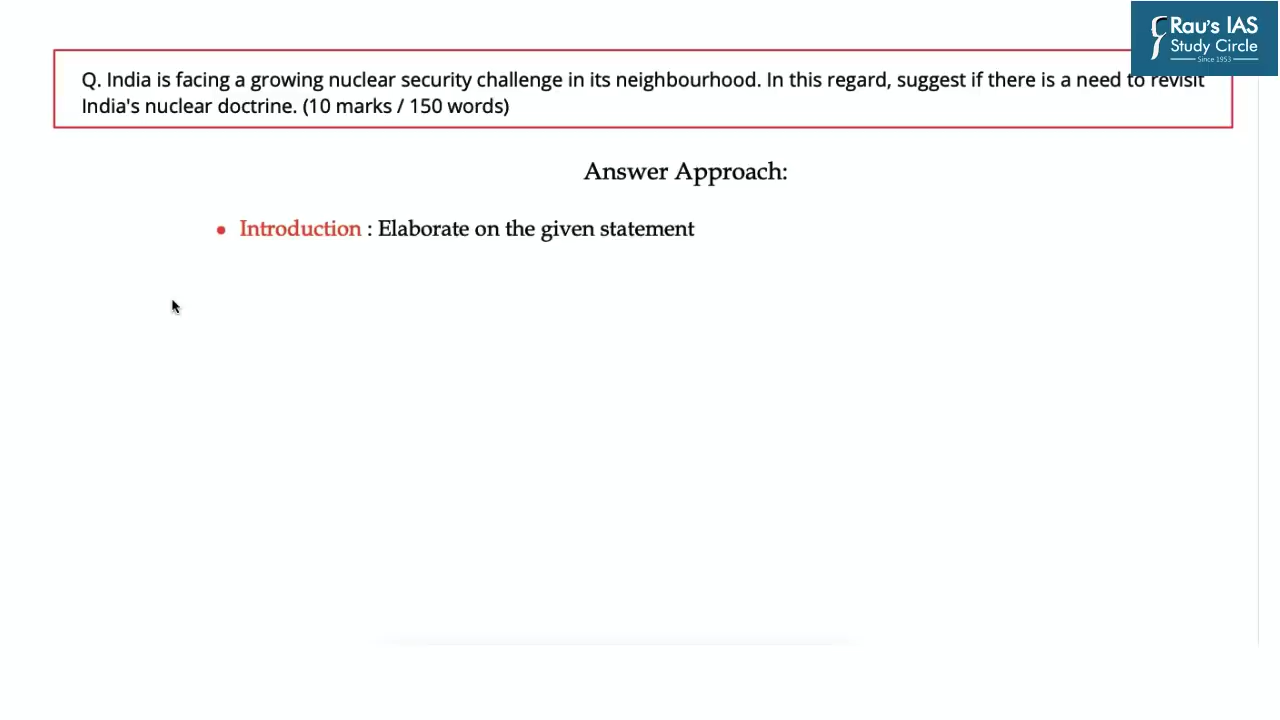 Rau's IAS
Study Circle
Since 1953
Q. India is facing a growing nuclear security challenge in its neighbourhood. In this regard, suggest if there is a need to revisit
India's nuclear doctrine. (10 marks / 150 words)
Answer Approach:
• Introduction : Elaborate on the given statement